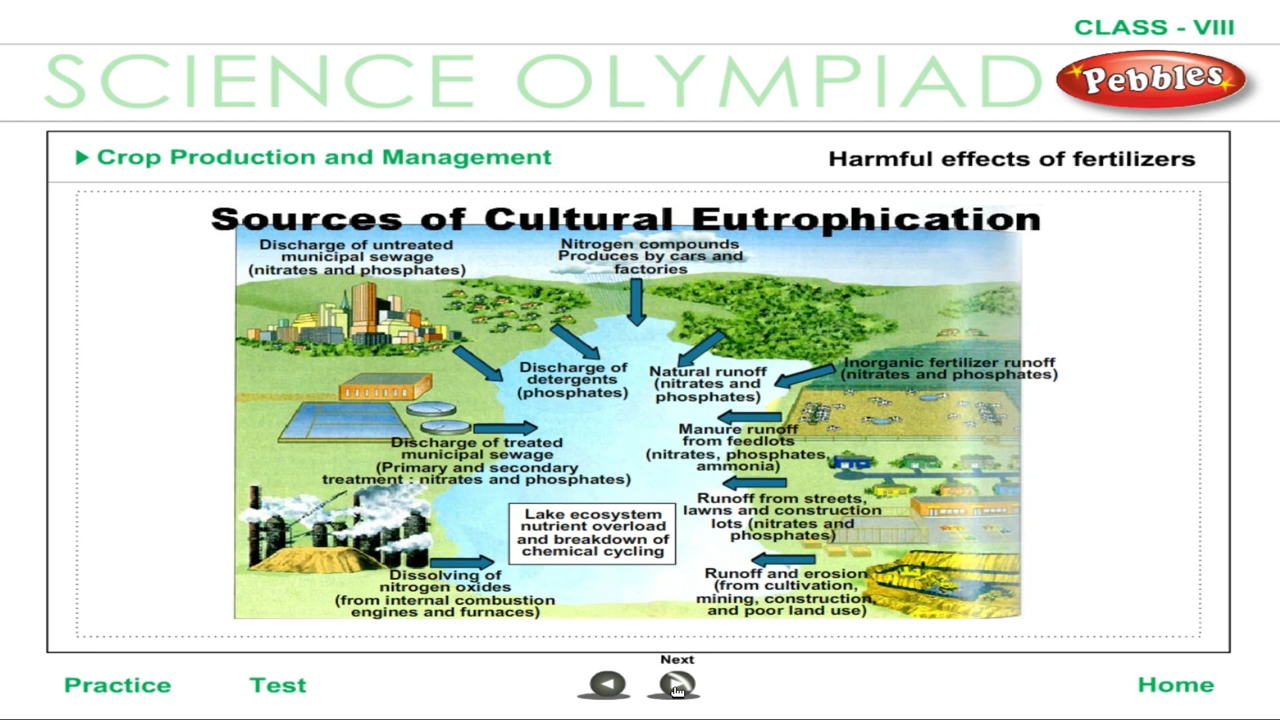 CLASS - VIII
SCIENCE OLYMPIAD
Pebbles
Crop Production and Management
Harmful effects of fertilizers
Sources of Cultural Eutrophication
Discharge of untreated
municipal sewage
(nitrates and phosphates)
Nitrogen compounds
Produces by cars and
factories
Discharge of
detergents
(phosphates)
Natural runoff
(nitrates and
phosphates)
Inorganic fertilizer runoff
(nitrates and phosphates)
Discharge of treated
municipal sewage
(Primary and secondary
treatment : nitrates and phosphates)
Manure runoff
from feedlots
(nitrates, phosphates,
ammonia)
Runoff from streets,
lawns and construction
lots (nitrates and
phosphates)
Lake ecosystem
nutrient overload
and breakdown of
chemical cycling
Dissolving of
nitrogen oxides
(from internal combustion
engines and furnaces)
Runoff and erosion
(from cultivation,
mining, construction,
and poor land use)
Next
Practice
Test
Home